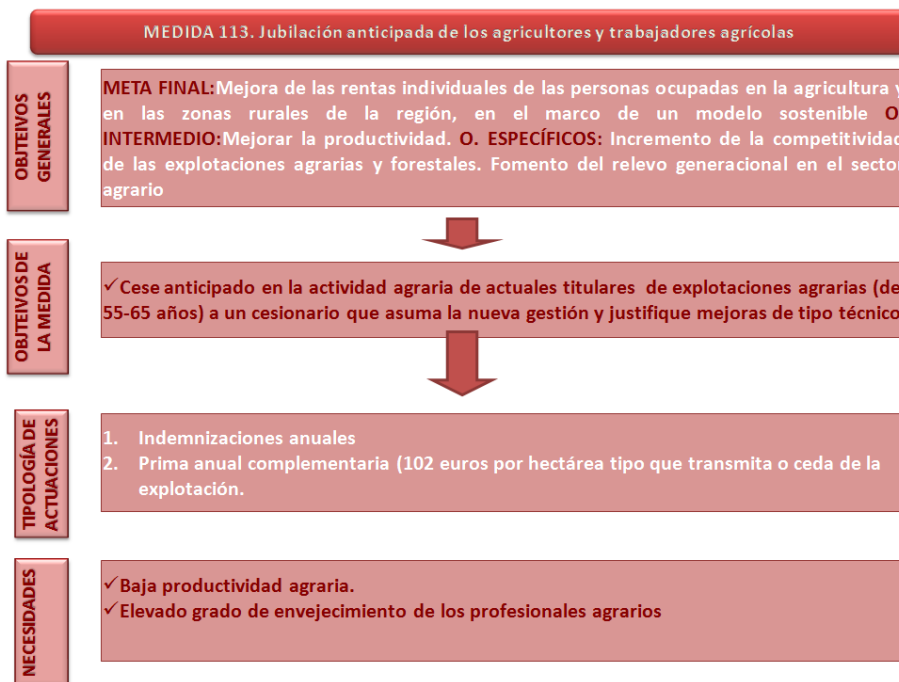 MEDIDA 113. Jubilación anticipada de los agricultores y trabajadores agrícolas
OBJTEIVOS
GENERALES
META FINAL:Mejora de las rentas individuales de las personas ocupadas en la agricultura y
en las zonas rurales de la región, en el marco de un modelo sostenible O.
INTERMEDIO:Mejorar la productividad. O. ESPECÍFICOS: Incremento de la competitividad
de las explotaciones agrarias y forestales. Fomento del relevo generacional en el sector
agrario
OBJTEIVOS DE
LA MEDIDA
✓Cese anticipado en la actividad agraria de actuales titulares de explotaciones agrarias (de
55-65 años) a un cesionario que asuma la nueva gestión y justifique mejoras de tipo técnico
TIPOLOGÍA DE
ACTUACIONES
1. Indemnizaciones anuales
2. Prima anual complementaria (102 euros por hectárea tipo que transmita o ceda de la
explotación.
NECESIDADES
✓Baja productividad agraria.
✓Elevado grado de envejecimiento de los profesionales agrarios